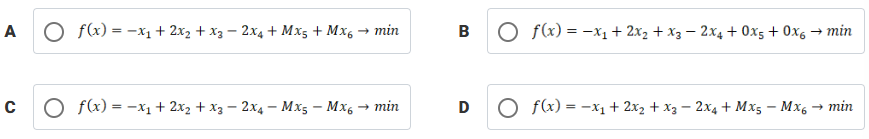 A f(x) = −x₁ + 2x₂ + x₃ − 2x₄ + Mx₅ + Mx₆ → min
B f(x) = −x₁ + 2x₂ + x₃ − 2x₄ + 0x₅ + 0x₆ → min
C f(x) = −x₁ + 2x₂ + x₃ − 2x₄ − Mx₅ − Mx₆ → min
D f(x) = −x₁ + 2x₂ + x₃ − 2x₄ + Mx₅ − Mx₆ → min